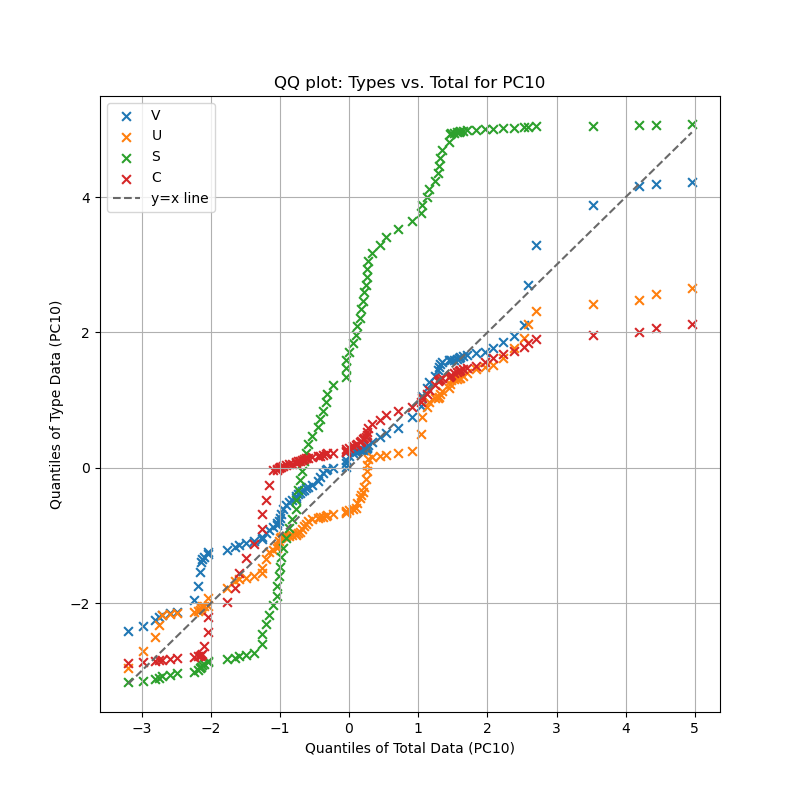 QQ plot: Types vs. Total for PC10
V
U
S
C
y=x line
4
2
0
−2
−3
−2
−1
0
1
2
3
4
5
Quantiles of Type Data (PC10)
Quantiles of Total Data (PC10)